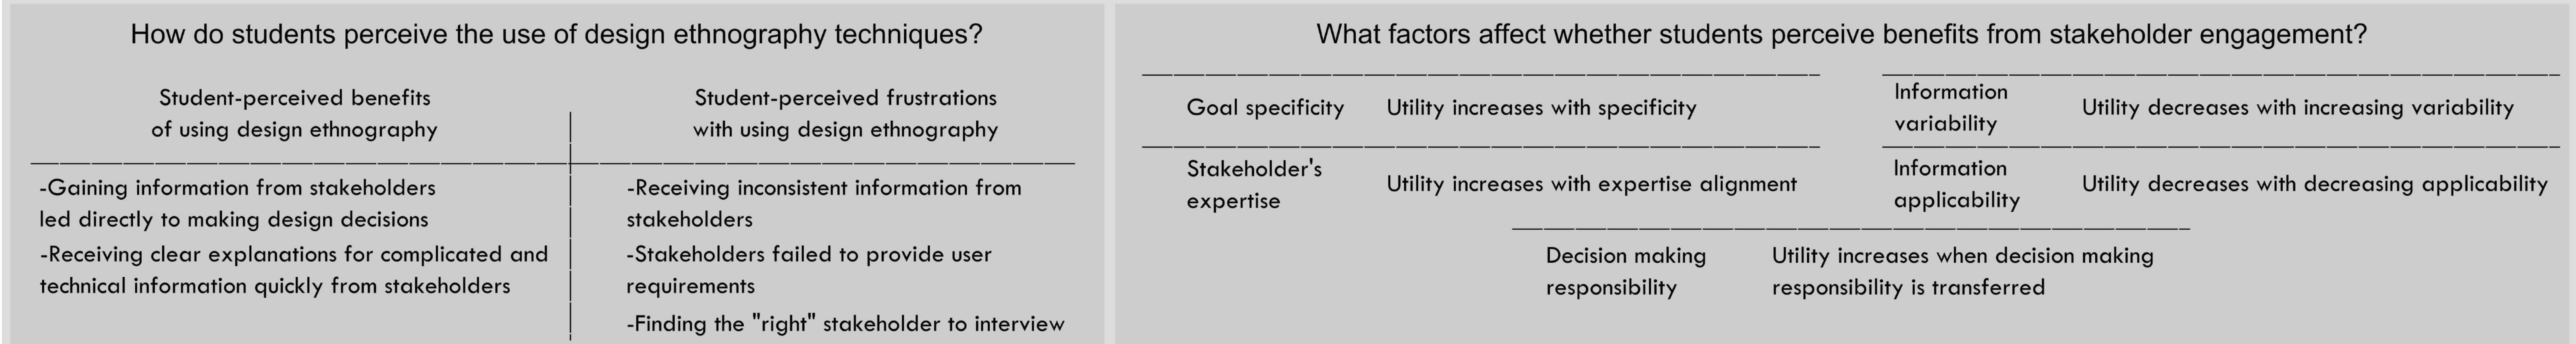 How do students perceive the use of design ethnography techniques?
Student-perceived benefits
of using design ethnography
Student-perceived frustrations
with using design ethnography
-Gaining information from stakeholders
led directly to making design decisions
-Receiving clear explanations for complicated and
technical information quickly from stakeholders
-Receiving inconsistent information from
stakeholders
-Stakeholders failed to provide user
requirements
-Finding the "right" stakeholder to interview
What factors affect whether students perceive benefits from stakeholder engagement?
Goal specificity
Utility increases with specificity
Information
variability
Utility decreases with increasing variability
Stakeholder's
expertise
Utility increases with expertise alignment
Information
applicability
Utility decreases with decreasing applicability
Decision making
responsibility
Utility increases when decision making
responsibility is transferred